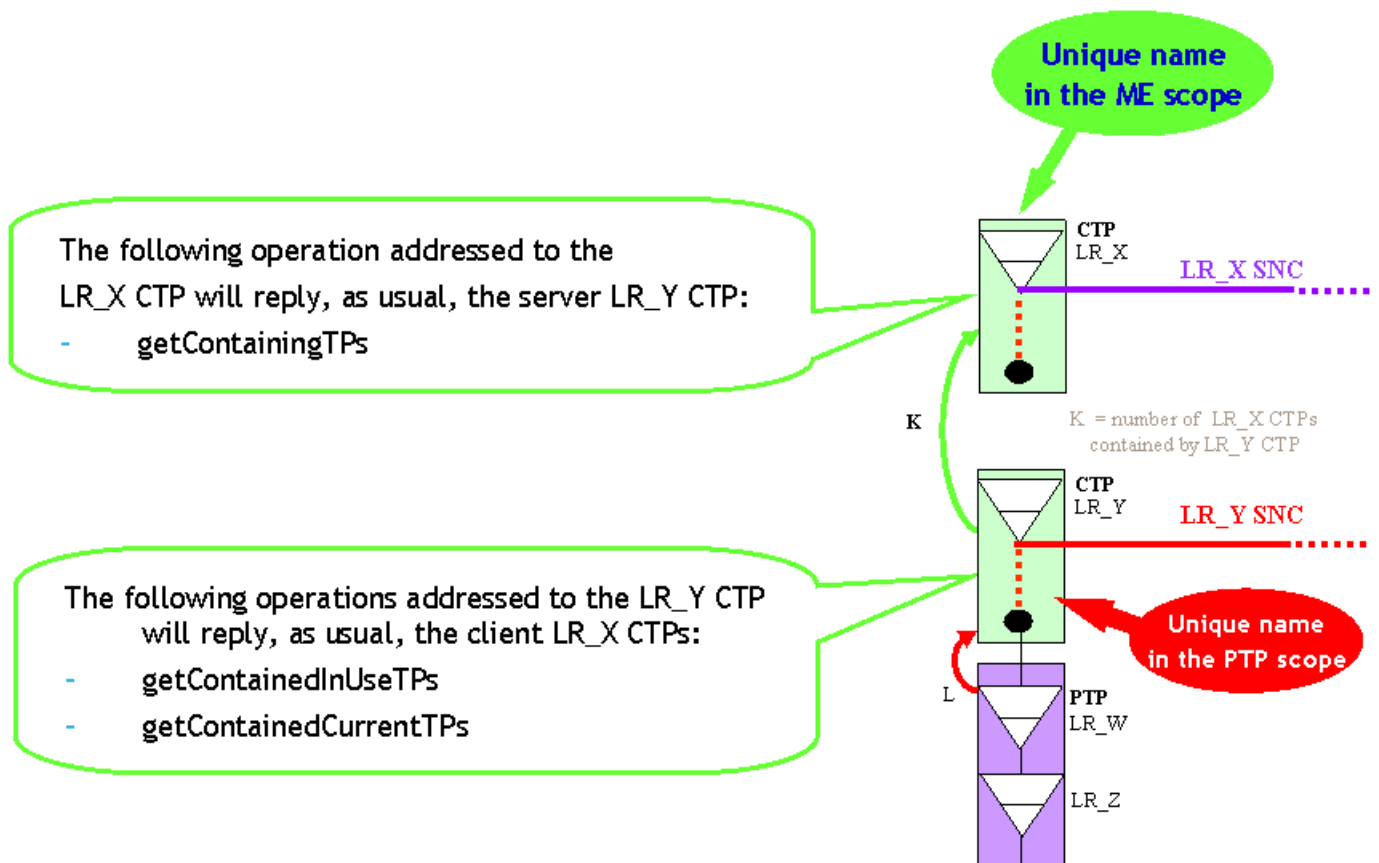 Unique name
in the ME scope
The following operation addressed to the
LR_X CTP will reply, as usual, the server LR_Y CTP:
- getContainingTPs
CTP
LR_X
LR_X SNC
K
K = number of LR_X CTPs
contained by LR_Y CTP
CTP
LR_Y
LR_Y SNC
The following operations addressed to the LR_Y CTP
will reply, as usual, the client LR_X CTPs:
- getContainedInUseTPs
- getContainedCurrentTPs
Unique name
in the PTP scope
L
PTP
LR_W
LR_Z